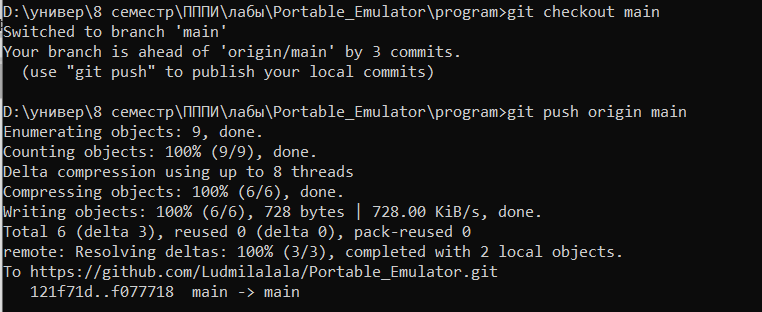 D:\универ\8 семестр\ПППИ\лабы\Portable_Emulator\program>git checkout main
Switched to branch 'main'
Your branch is ahead of 'origin/main' by 3 commits.
  (use "git push" to publish your local commits)

D:\универ\8 семестр\ПППИ\лабы\Portable_Emulator\program>git push origin main
Enumerating objects: 9, done.
Counting objects: 100% (9/9), done.
Delta compression using up to 8 threads
Compressing objects: 100% (6/6), done.
Writing objects: 100% (6/6), 728 bytes | 728.00 KiB/s, done.
Total 6 (delta 3), reused 0 (delta 0), pack-reused 0
remote: Resolving deltas: 100% (3/3), completed with 2 local objects.
To https://github.com/Ludmilalala/Portable_Emulator.git
   121f71d..f077718  main -> main